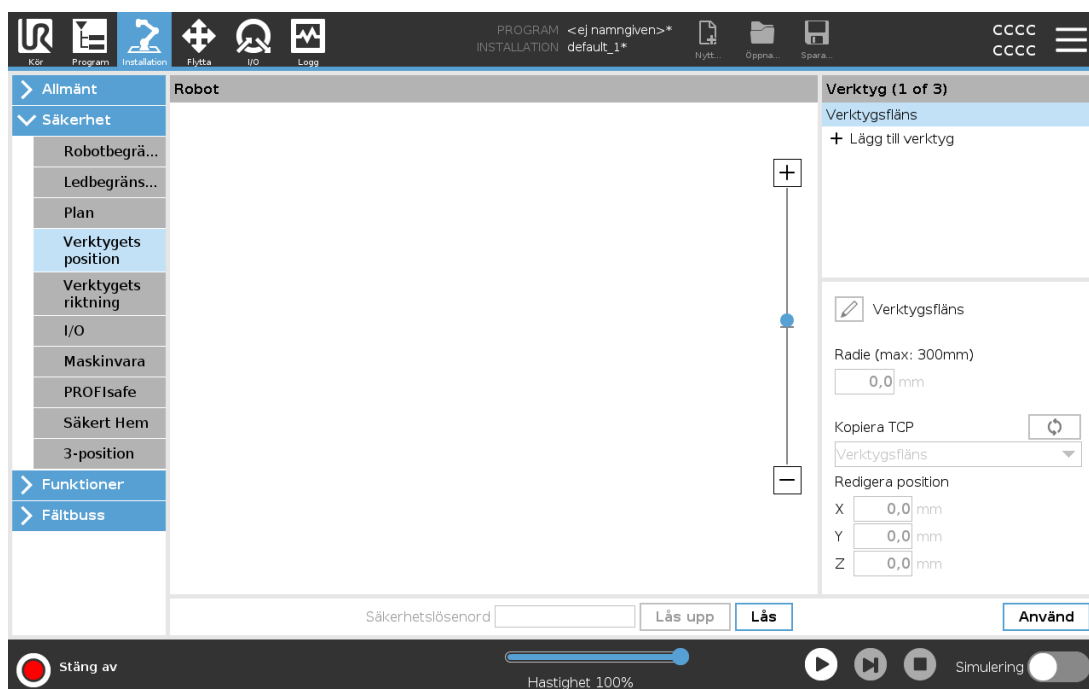 UR
Kör
Program
Installation
Flytta
I/O
Logg
PROGRAM <ej namngiven>*
INSTALLATION default_1*
Nytt...
Öppna...
Spara...
CCCC
CCCC
Allmänt
Säkerhet
Robotbegrä...
Ledbegräns...
Plan
Verktygets
position
Verktygets
riktning
I/O
Maskinvara
PROFIsafe
Säkert Hem
3-position
Funktioner
Fältbuss
Robot
Verktyg (1 of 3)
Verktygsfläns
+ Lägg till verktyg
Verktygsfläns
Radie (max: 300mm)
0,0 mm
Kopiera TCP
Verktygsfläns
Redigera position
X 0,0 mm
Y 0,0 mm
Z 0,0 mm
Säkerhetslösenord
Lås upp
Lås
Använd
Stäng av
Hastighet 100%
Simulering